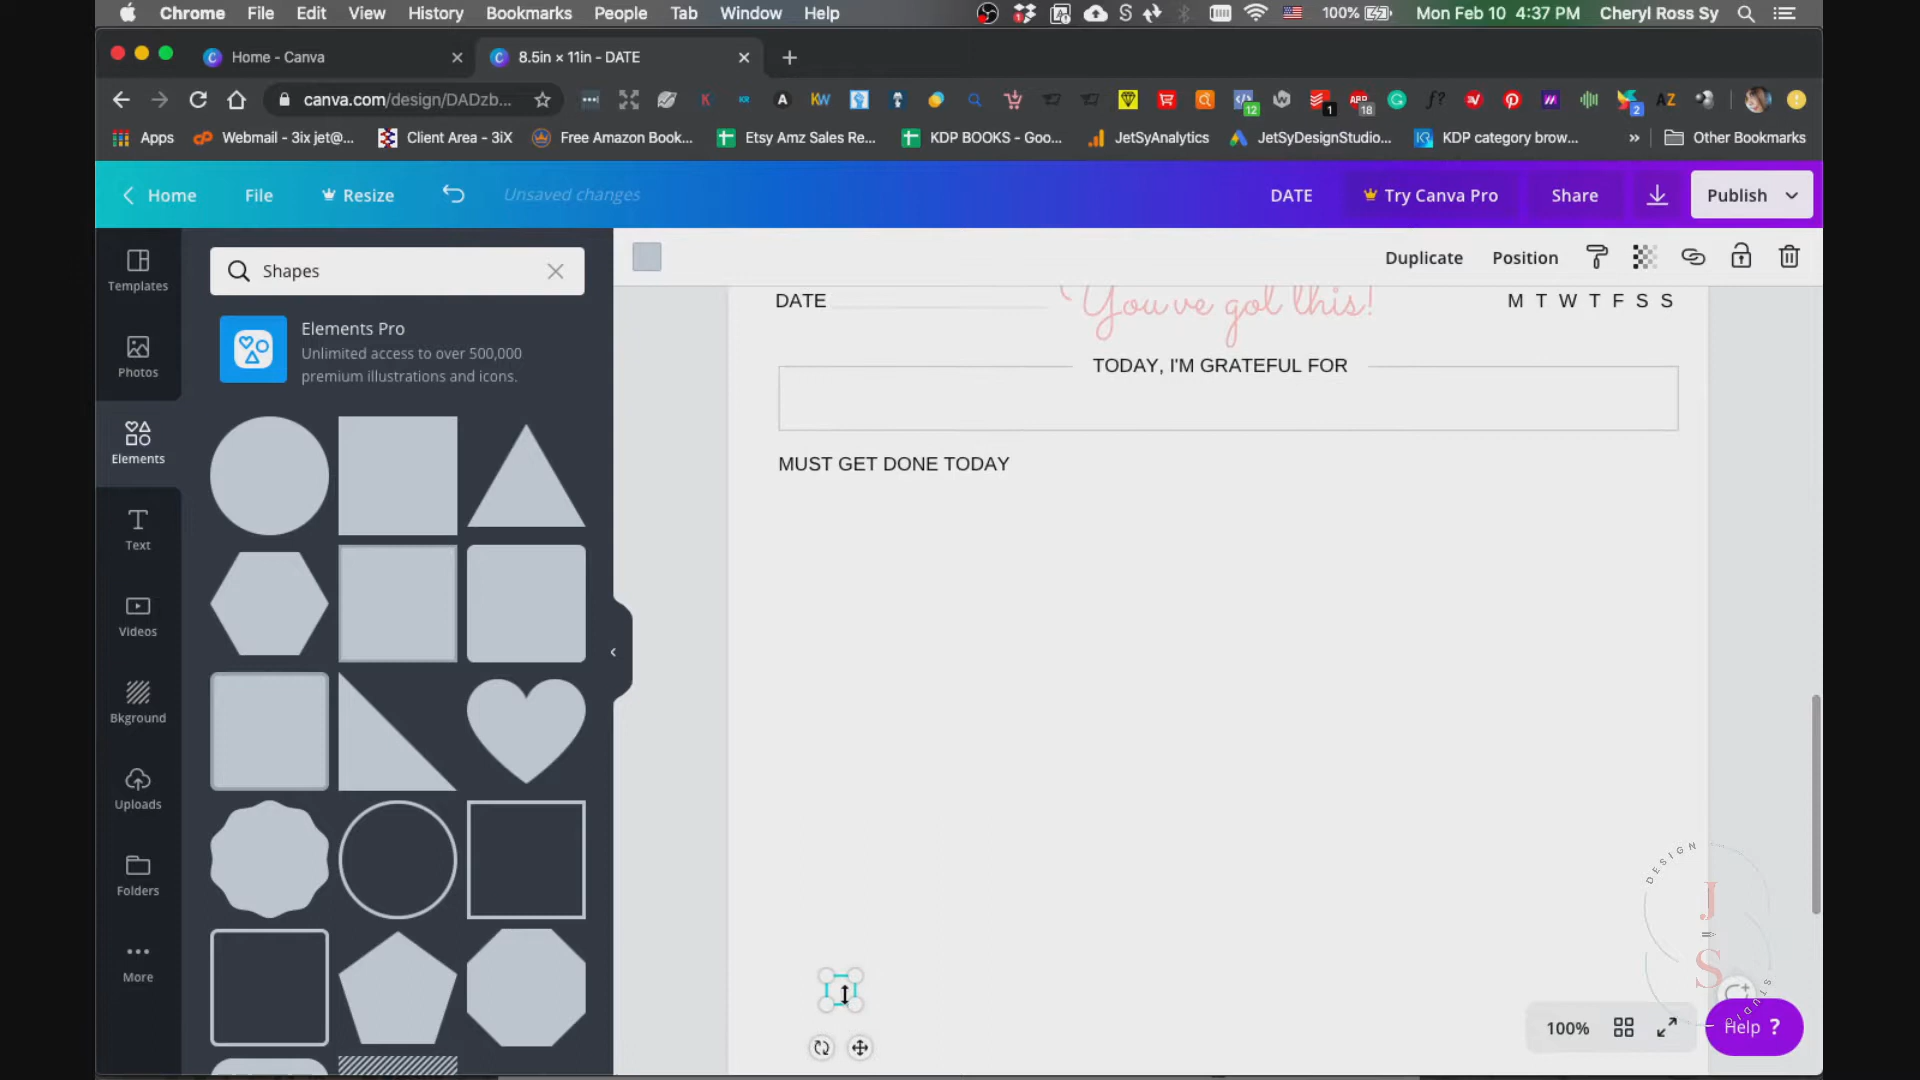 Chrome File Edit View History Bookmarks People Tab Window Help 100% Mon Feb 10 4:37 PM Cheryl Ross Sy
Home - Canva 8.5in × 11in - DATE
canva.com/design/DADzb...
Apps Webmail - 3ix jet@... Client Area - 3iX Free Amazon Book... Etsy Amz Sales Re... KDP BOOKS - Goo... JetSyAnalytics JetSyDesignStudio... KDP category brow... » Other Bookmarks
Home File Resize Unsaved changes DATE Try Canva Pro Share Publish
Templates
Photos
Elements
Text
Videos
Bkground
Uploads
Folders
More
Shapes
Elements Pro
Unlimited access to over 500,000
premium illustrations and icons.
Duplicate Position
DATE You've got this! M T W T F S S
TODAY, I'M GRATEFUL FOR
MUST GET DONE TODAY
DESIGN
J
S
STUDIO
100% Help ?